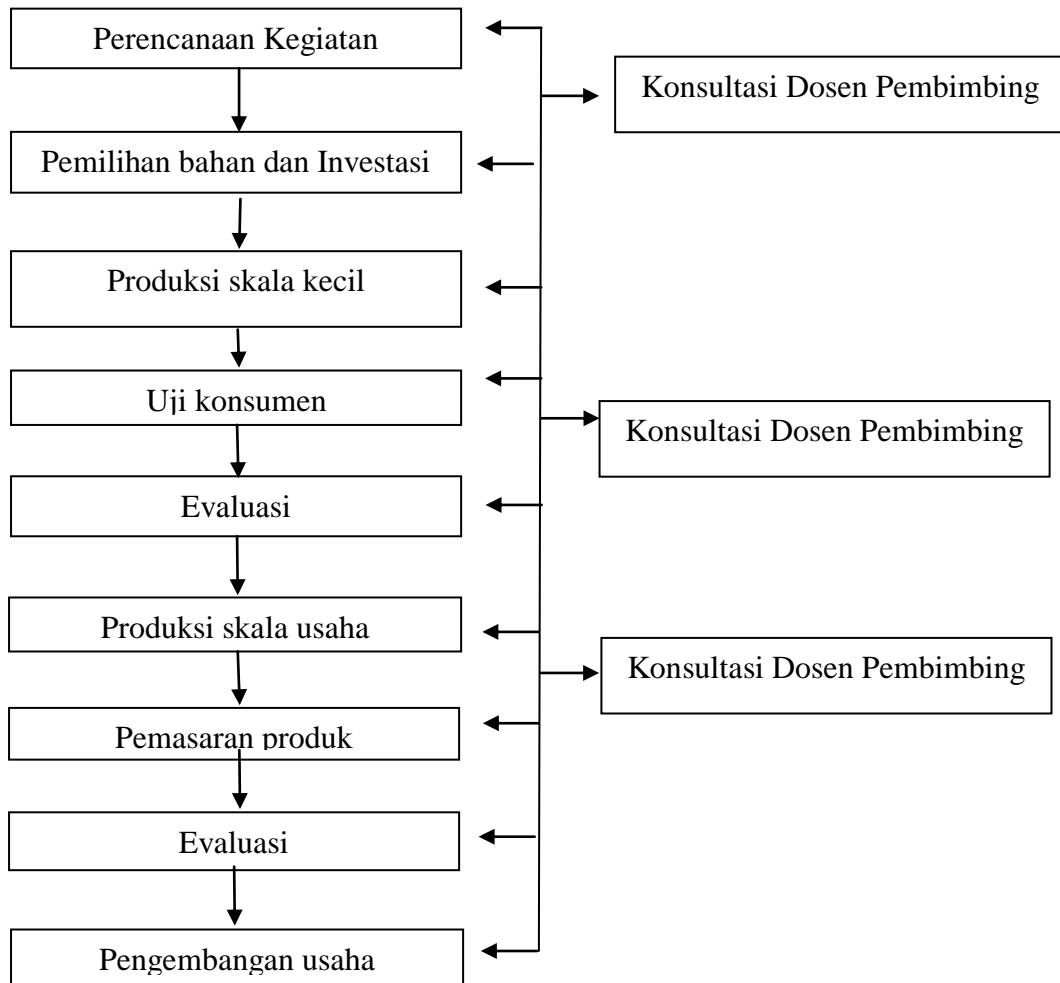 Perencanaan Kegiatan
Konsultasi Dosen Pembimbing
Pemilihan bahan dan Investasi
Produksi skala kecil
Uji konsumen
Konsultasi Dosen Pembimbing
Evaluasi
Produksi skala usaha
Konsultasi Dosen Pembimbing
Pemasaran produk
Evaluasi
Pengembangan usaha